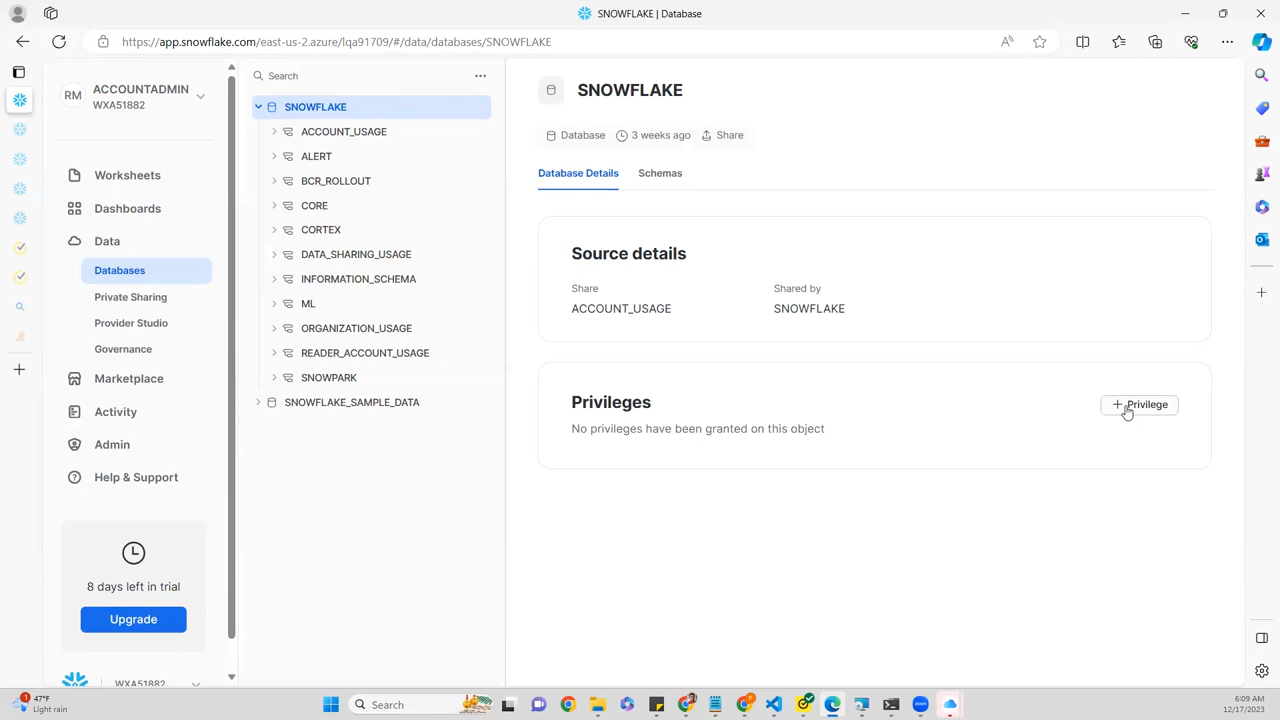 SNOWFLAKE | Database
https://app.snowflake.com/east-us-2.azure/lqa91709/#/data/databases/SNOWFLAKE
RM
ACCOUNTADMIN
WXA51882
Worksheets
Dashboards
Data
Databases
Private Sharing
Provider Studio
Governance
Marketplace
Activity
Admin
Help & Support
8 days left in trial
Upgrade
WXA51882
Search
SNOWFLAKE
ACCOUNT_USAGE
ALERT
BCR_ROLLOUT
CORE
CORTEX
DATA_SHARING_USAGE
INFORMATION_SCHEMA
ML
ORGANIZATION_USAGE
READER_ACCOUNT_USAGE
SNOWPARK
SNOWFLAKE_SAMPLE_DATA
SNOWFLAKE
Database 3 weeks ago Share
Database Details Schemas
Source details
Share Shared by
ACCOUNT_USAGE SNOWFLAKE
Privileges
+ Privilege
No privileges have been granted on this object
1
47°F
Light rain
Search
6:09 AM
12/17/2023